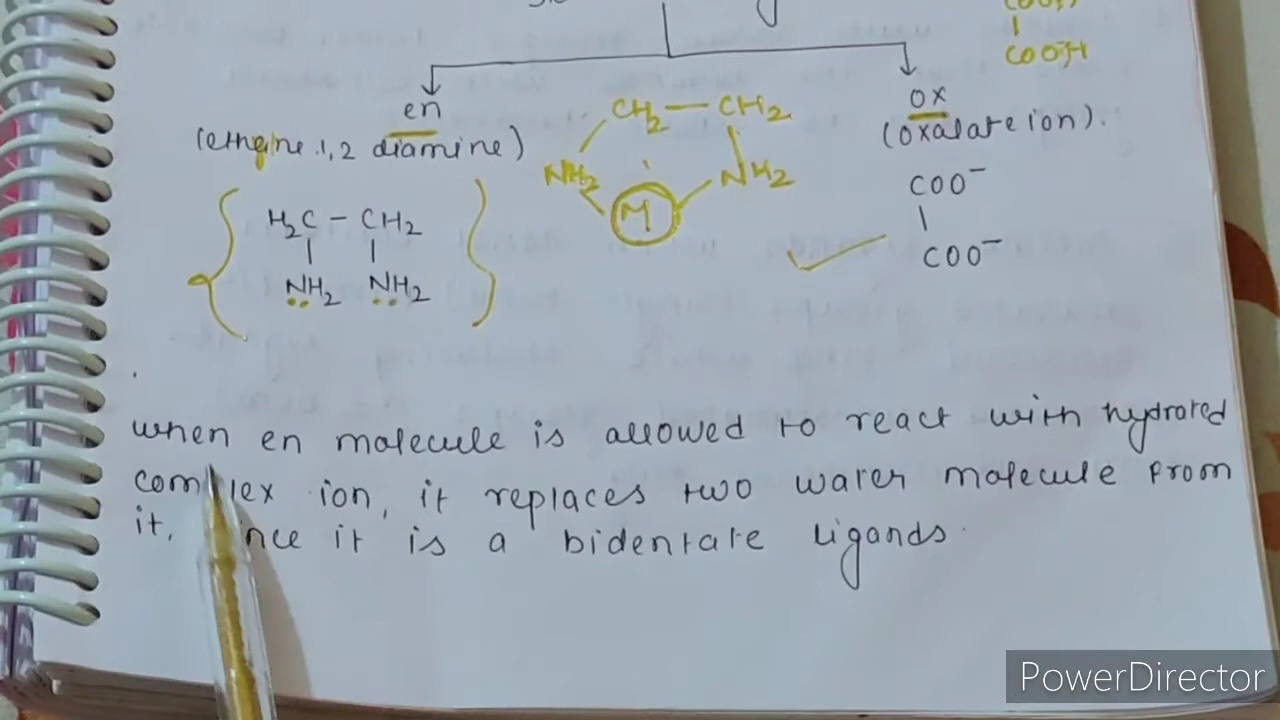 COOH
en
CH2 — CH2
ox
(ethane 1,2 diamine)
(oxalate ion).
NH2
NH2
M
COO⁻
H2C - CH2
COO⁻
NH2 NH2
when en molecule is allowed to react with hydrated
complex ion, it replaces two water molecule from
it, since it is a bidentate ligands.
PowerDirector